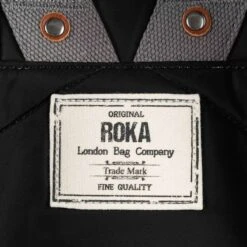 ORIGINAL
ROKA
London Bag Company
Trade Mark
FINE QUALITY